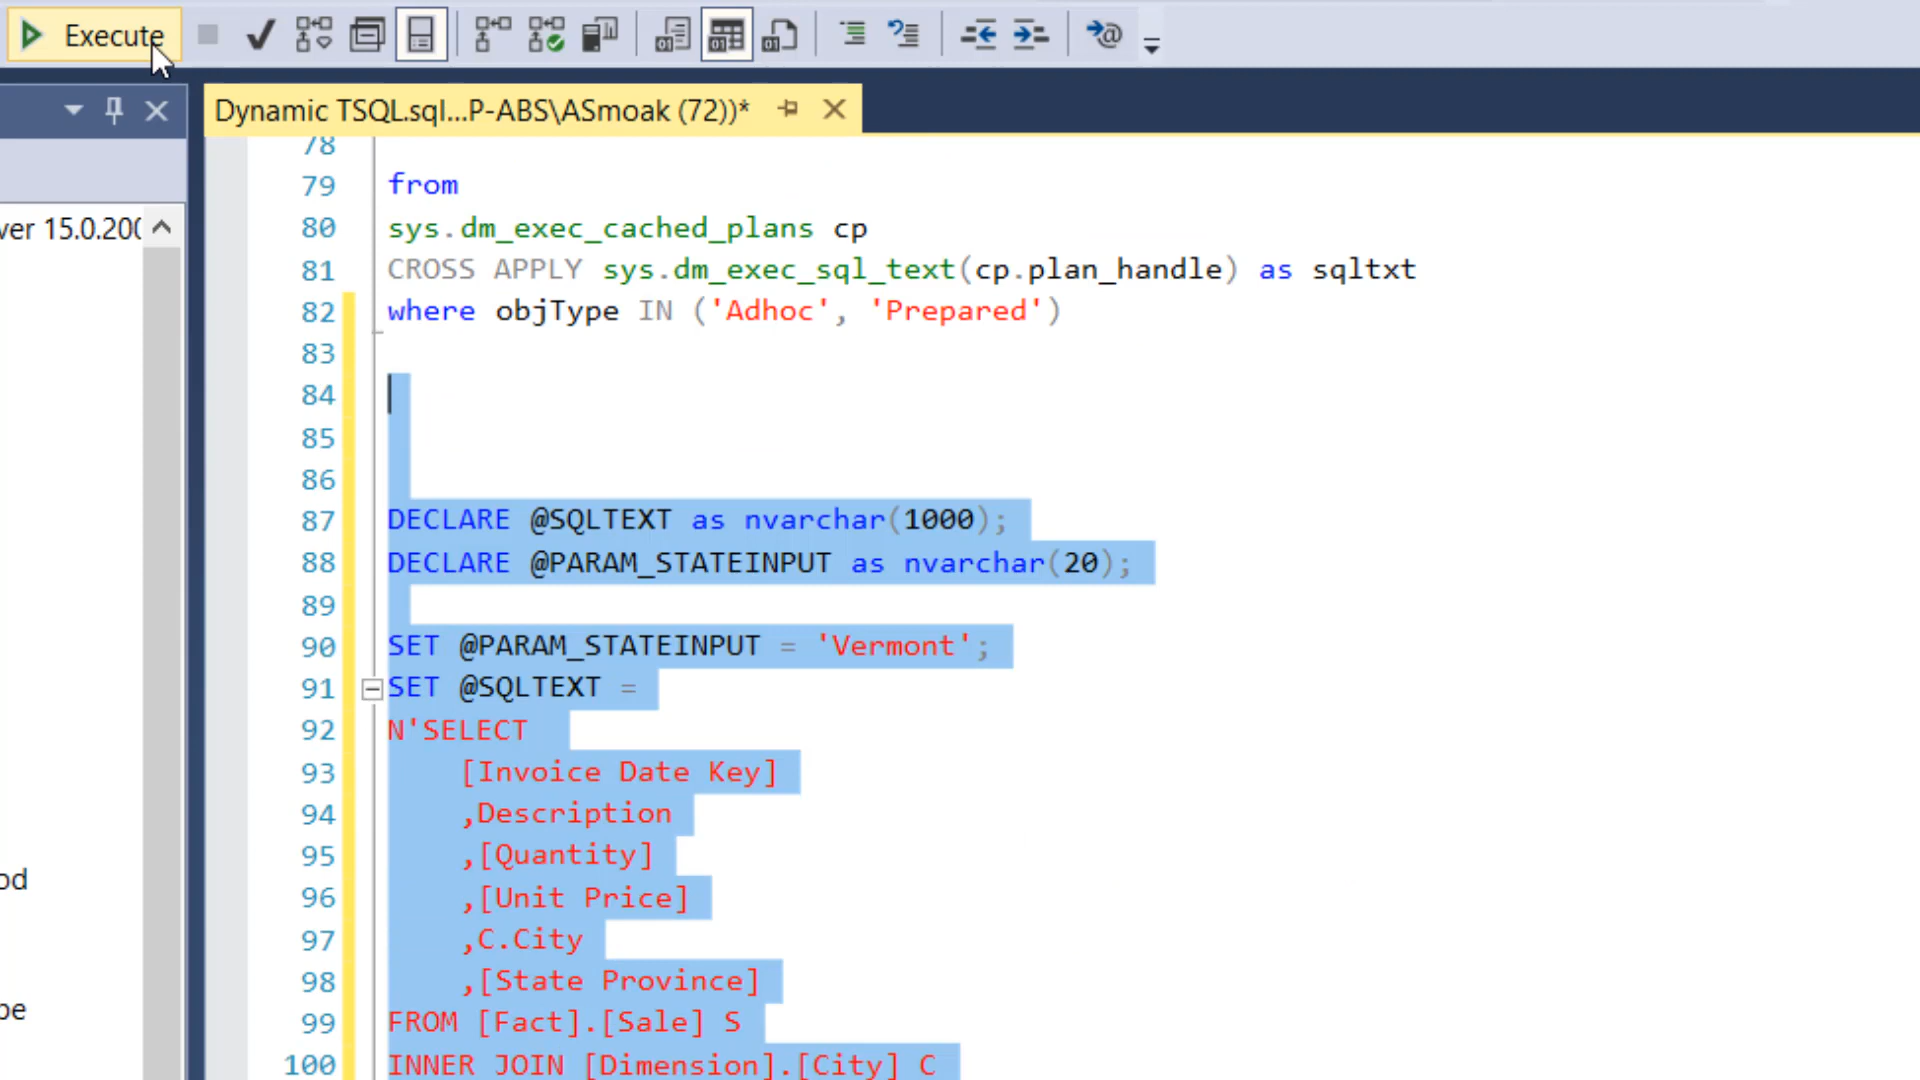 Execute
Dynamic TSQL.sql...P-ABS\ASmoak (72))*
ver 15.0.200
od
pe
78
79 from
80 sys.dm_exec_cached_plans cp
81 CROSS APPLY sys.dm_exec_sql_text(cp.plan_handle) as sqltxt
82 where objType IN ('Adhoc', 'Prepared')
83
84
85
86
87 DECLARE @SQLTEXT as nvarchar(1000);
88 DECLARE @PARAM_STATEINPUT as nvarchar(20);
89
90 SET @PARAM_STATEINPUT = 'Vermont';
91 SET @SQLTEXT =
92 N'SELECT
93 [Invoice Date Key]
94 ,Description
95 ,[Quantity]
96 ,[Unit Price]
97 ,C.City
98 ,[State Province]
99 FROM [Fact].[Sale] S
100 INNER JOIN [Dimension].[City] C